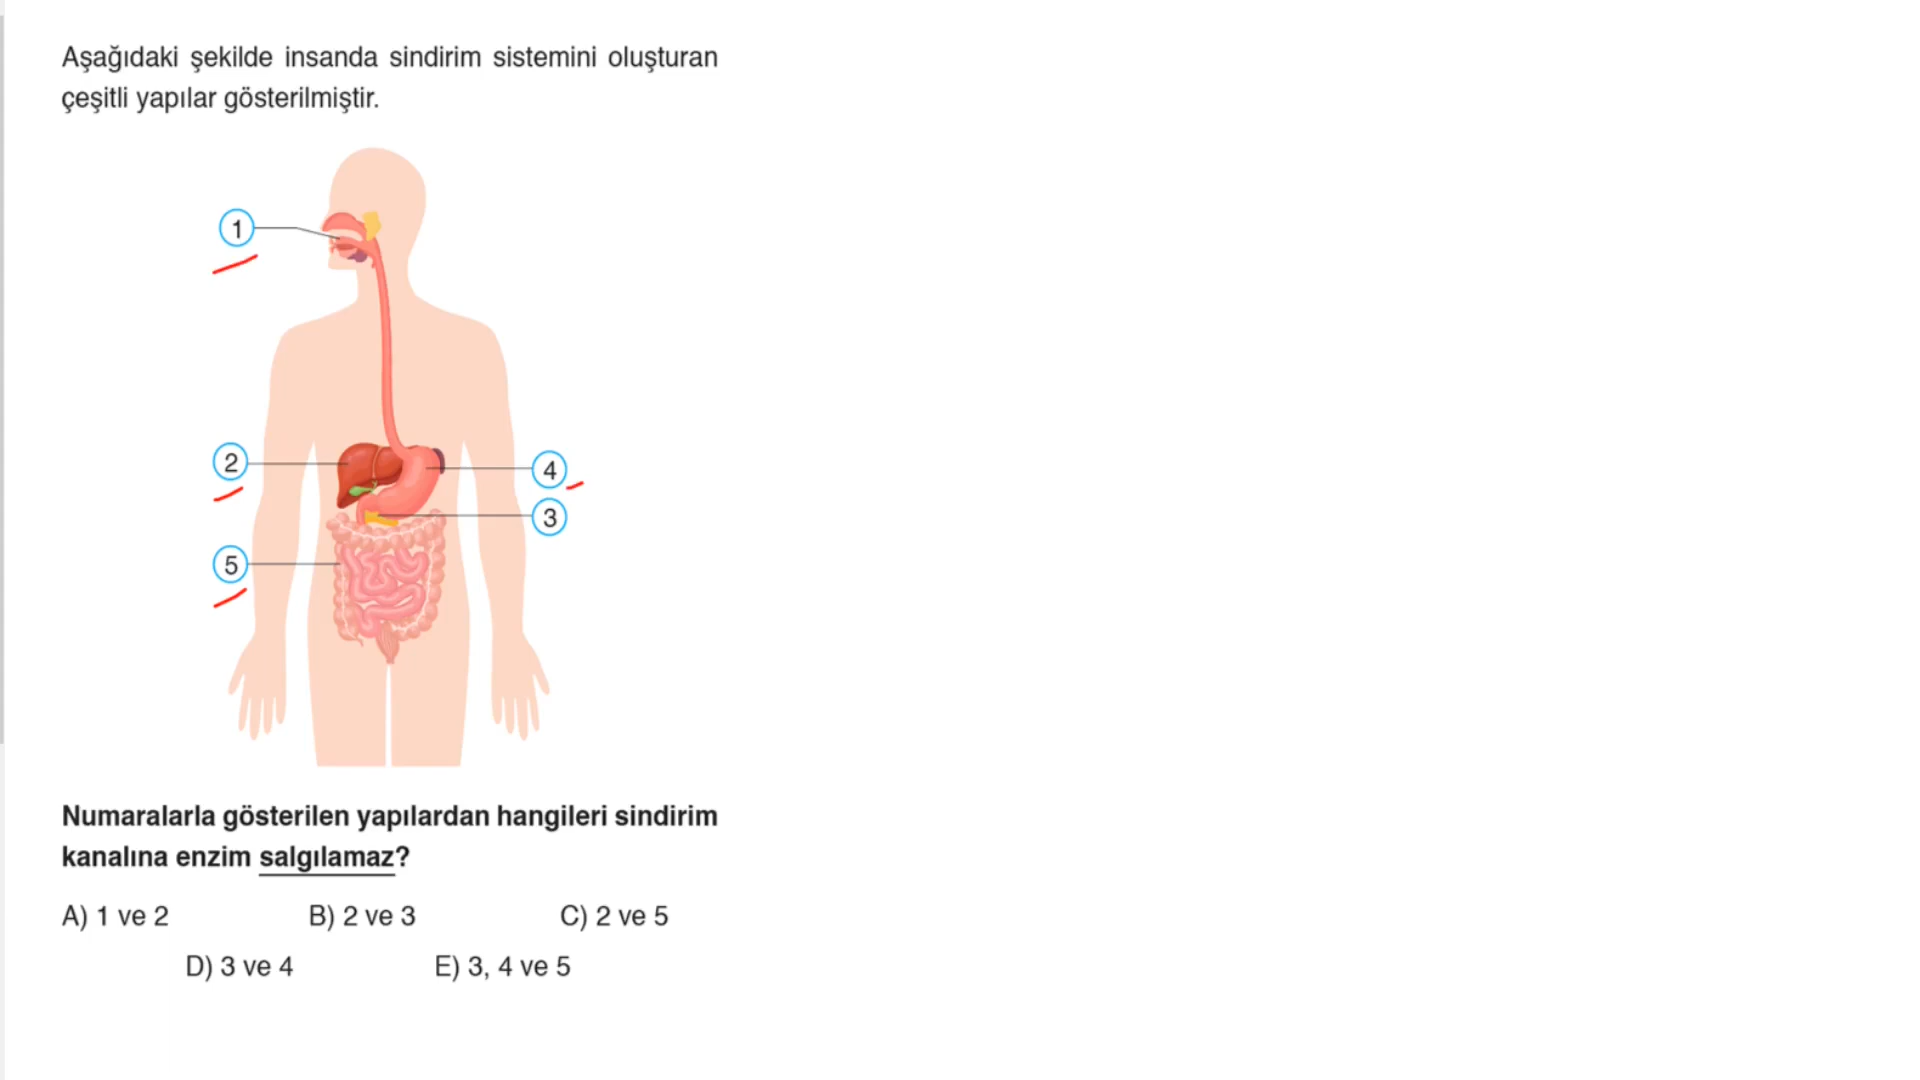 Aşağıdaki şekilde insanda sindirim sistemini oluşturan
çeşitli yapılar gösterilmiştir.
1
2
4
3
5
Numaralarla gösterilen yapılardan hangileri sindirim
kanalına enzim salgılamaz?
A) 1 ve 2 B) 2 ve 3 C) 2 ve 5
D) 3 ve 4 E) 3, 4 ve 5